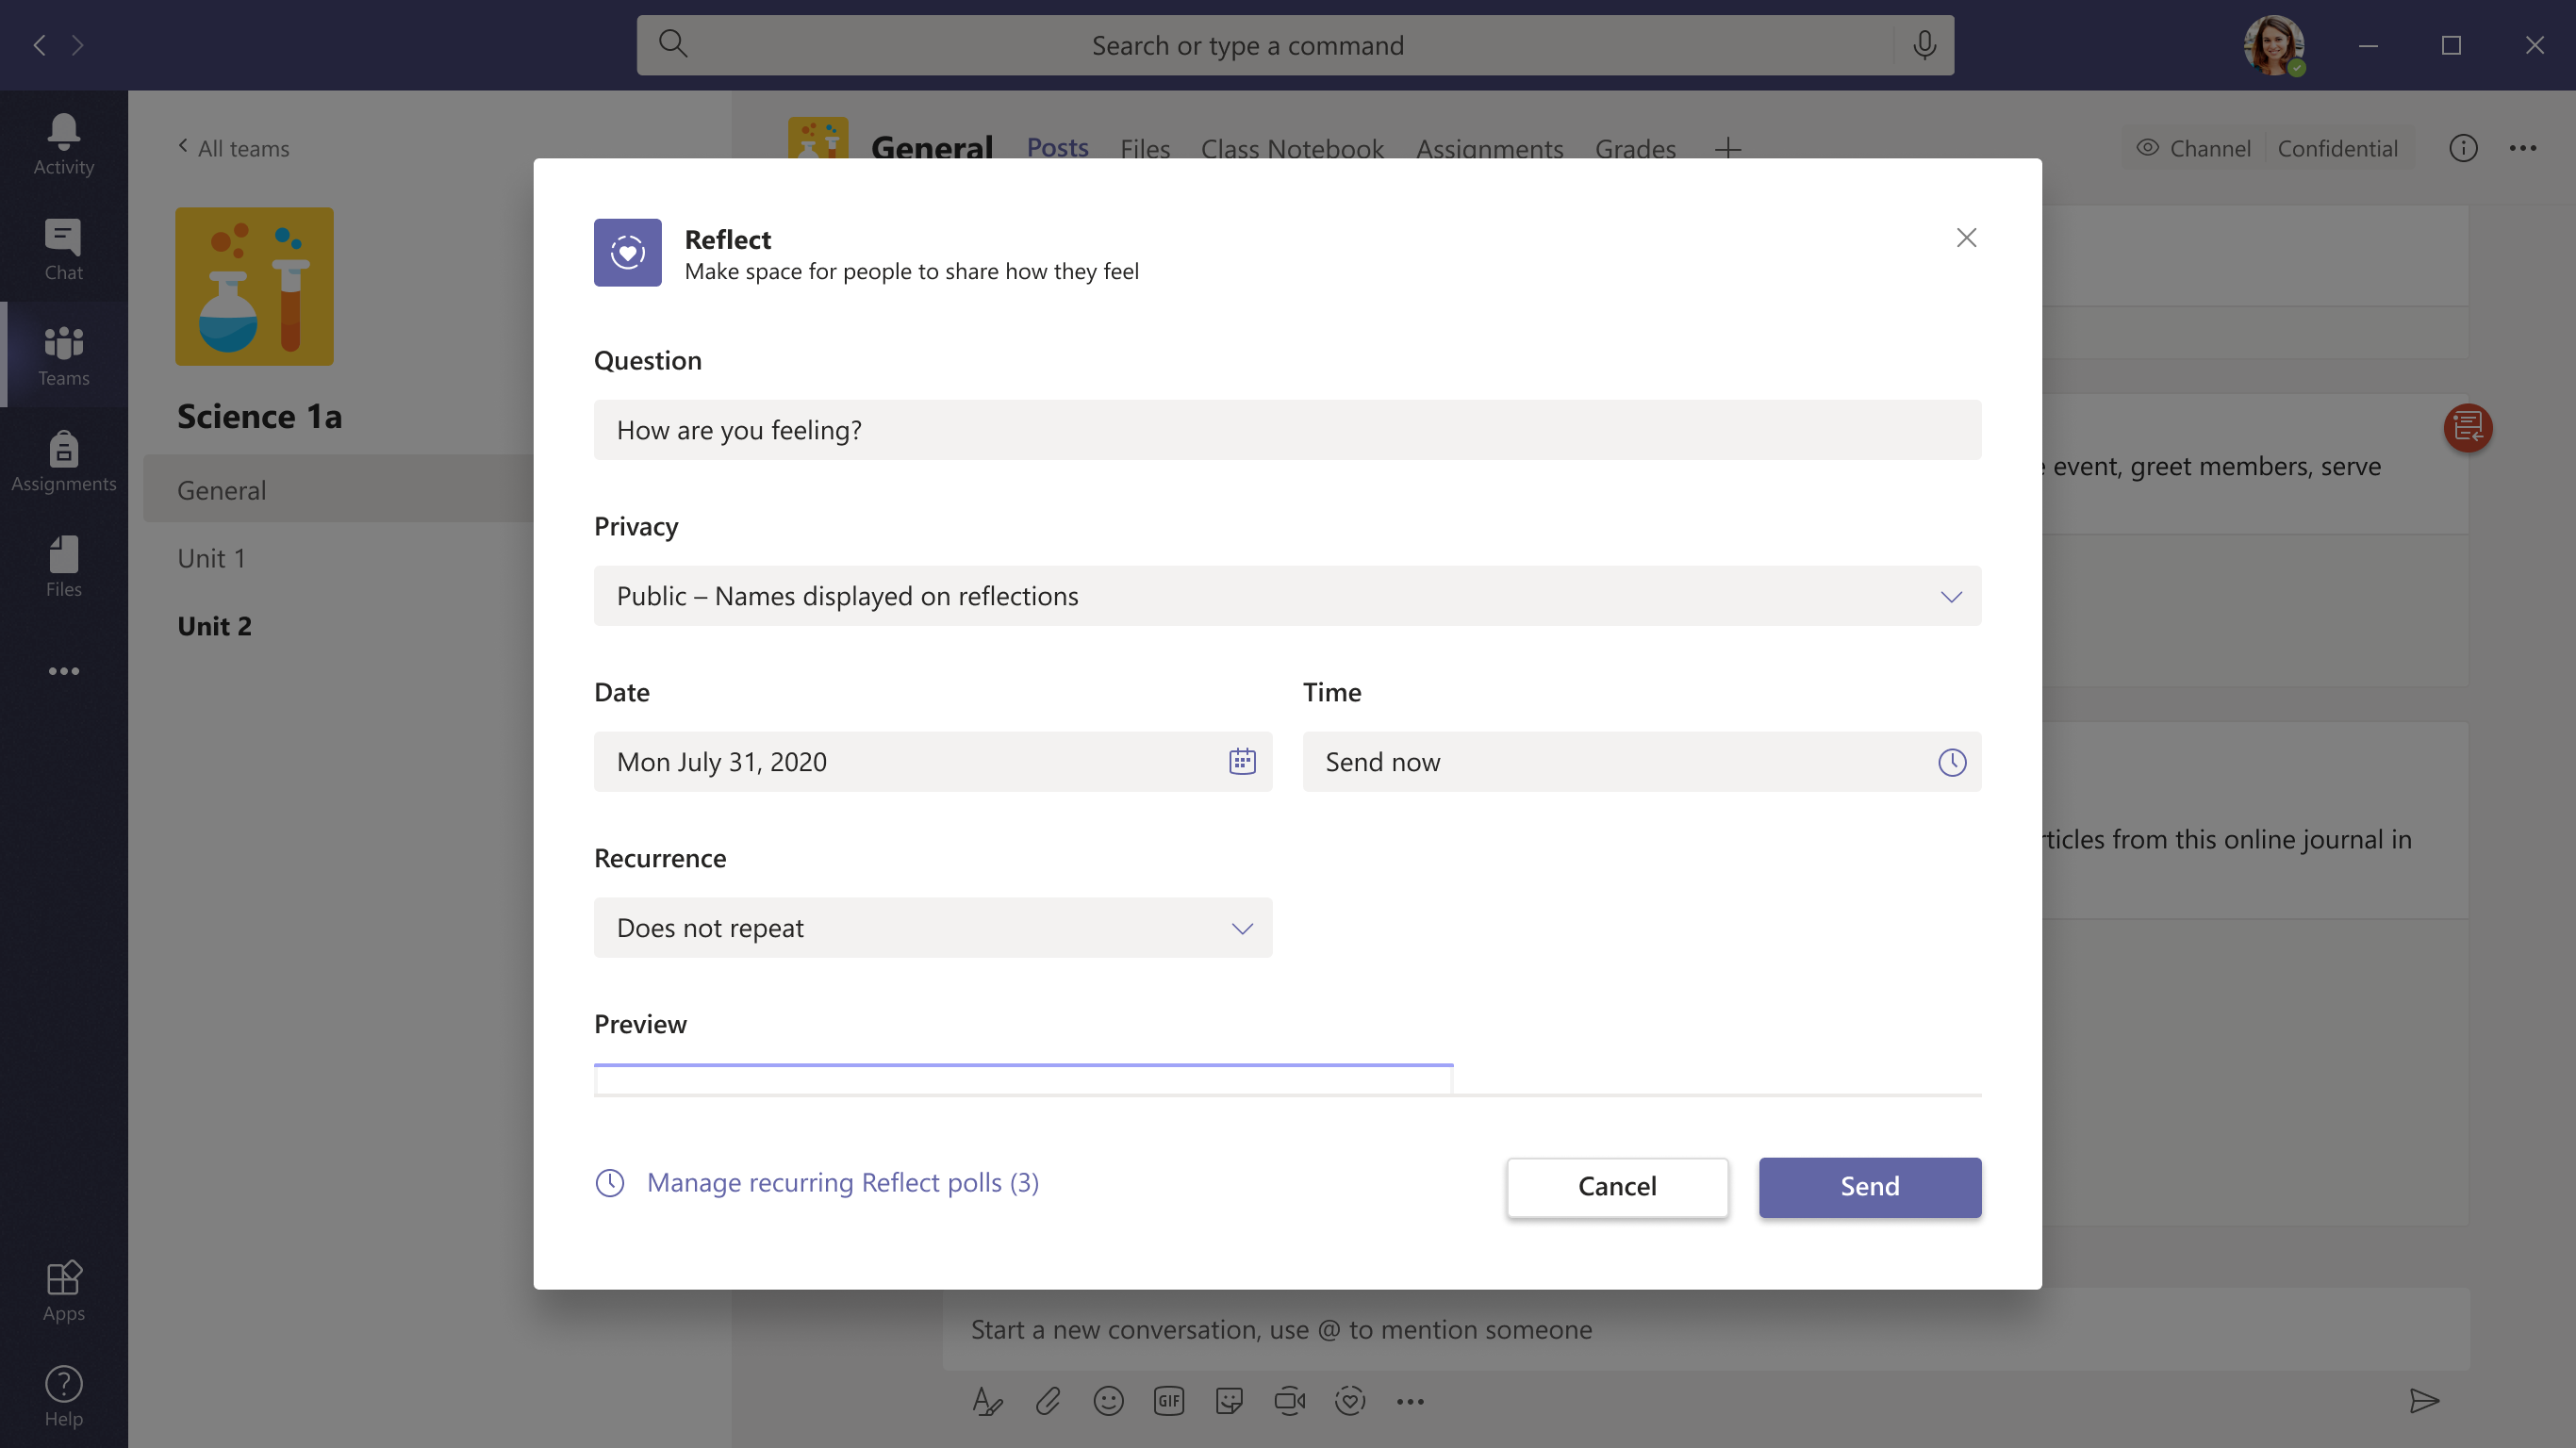 Search or type a command
Activity
Chat
Teams
Assignments
Files
Apps
Help
All teams
Science 1a
General
Unit 1
Unit 2
General Posts Files Class Notebook Assignments Grades
Channel Confidential
Reflect
Make space for people to share how they feel
Question
How are you feeling?
Privacy
Public – Names displayed on reflections
Date
Mon July 31, 2020
Time
Send now
Recurrence
Does not repeat
Preview
Manage recurring Reflect polls (3)
Cancel
Send
event, greet members, serve
from this online journal in
Start a new conversation, use @ to mention someone
GIF